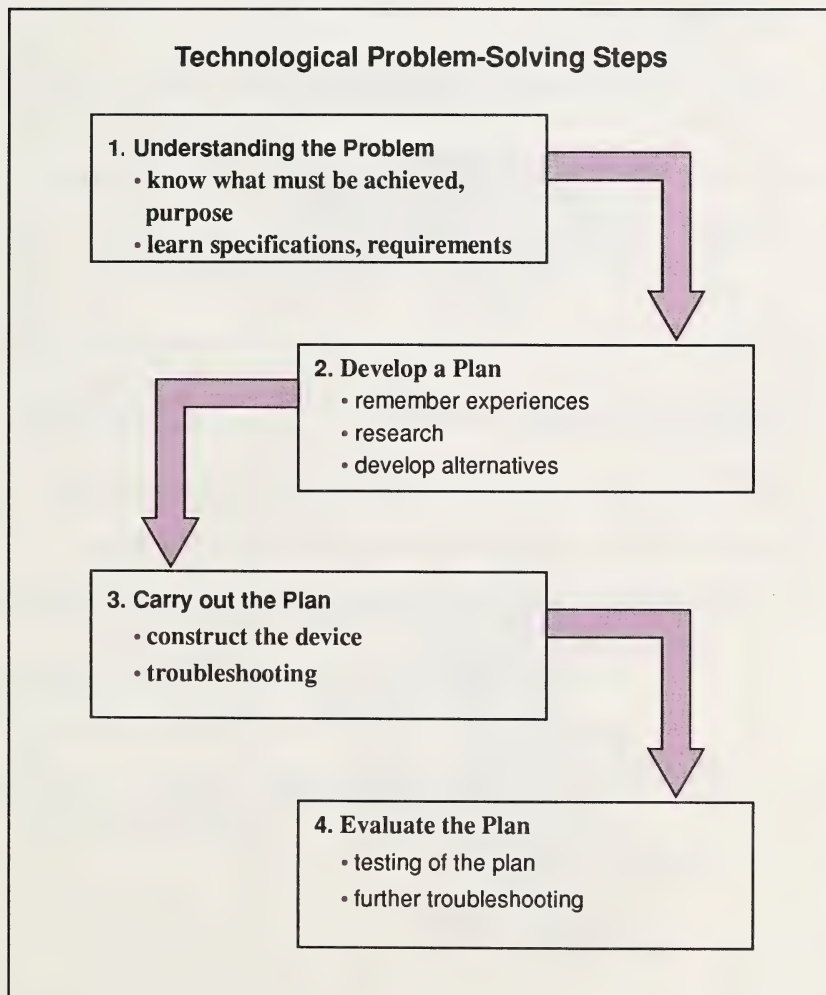 Technological Problem-Solving Steps
1. Understanding the Problem
• know what must be achieved,
purpose
• learn specifications, requirements
2. Develop a Plan
• remember experiences
• research
• develop alternatives
3. Carry out the Plan
• construct the device
• troubleshooting
4. Evaluate the Plan
• testing of the plan
• further troubleshooting